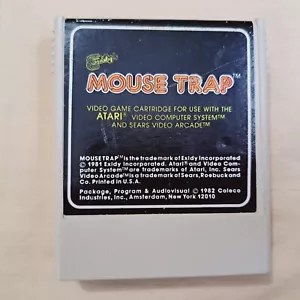 Exidy
MOUSE TRAP™
VIDEO GAME CARTRIDGE FOR USE WITH THE
ATARI® VIDEO COMPUTER SYSTEM™
AND SEARS VIDEO ARCADE™
MOUSETRAP™ is the trademark of Exidy Incorporated
© 1981 Exidy Incorporated. Atari® and Video Com-
puter System™ are trademarks of Atari, Inc. Sears
Video Arcade™ is a trademark of Sears, Roebuck and
Co. Printed in U.S.A.
Package, Program & Audiovisual © 1982 Coleco
Industries, Inc., Amsterdam, New York 12010